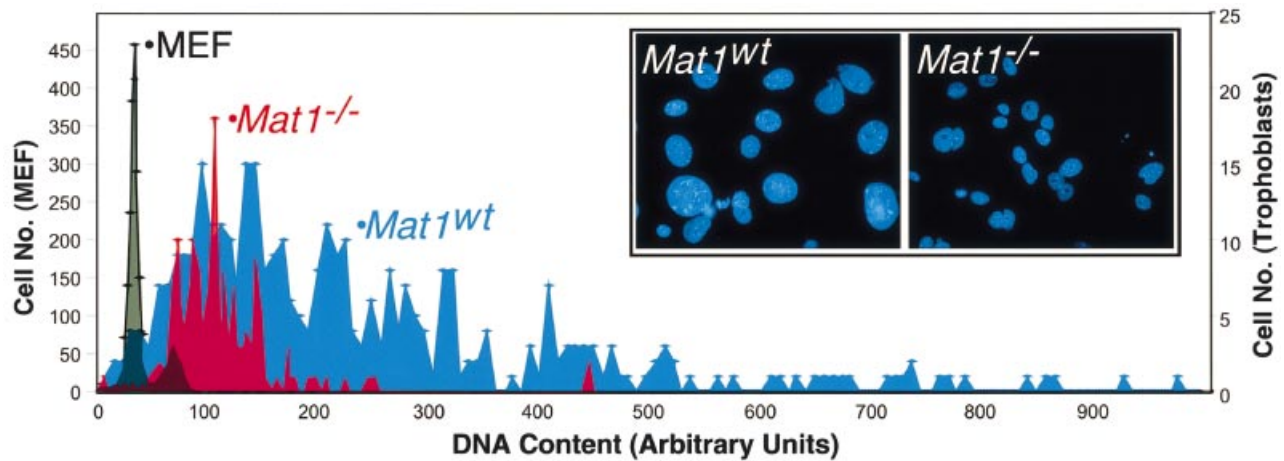 Cell No. (MEF)
450
400
350
300
250
200
150
100
50
0
•MEF
•Mat1-/-
•Mat1wt
Mat1wt
Mat1-/-
25
20
15
10
5
0
Cell No. (Trophoblasts)
0 100 200 300 400 500 600 700 800 900
DNA Content (Arbitrary Units)